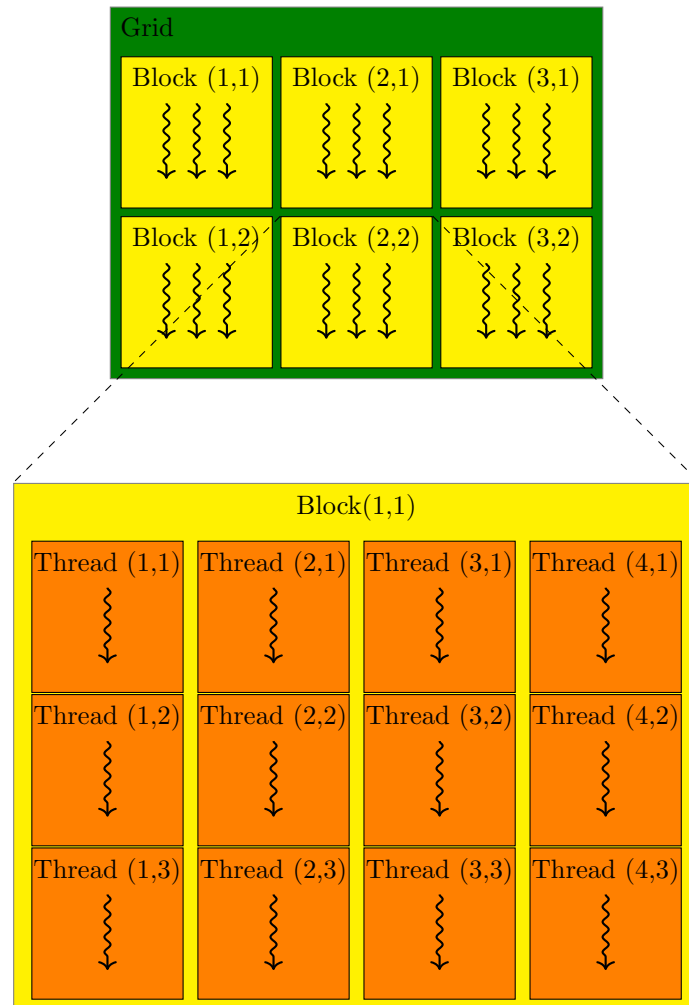 Grid
Block (1,1) Block (2,1) Block (3,1)
Block (1,2) Block (2,2) Block (3,2)
Block(1,1)
Thread (1,1) Thread (2,1) Thread (3,1) Thread (4,1)
Thread (1,2) Thread (2,2) Thread (3,2) Thread (4,2)
Thread (1,3) Thread (2,3) Thread (3,3) Thread (4,3)